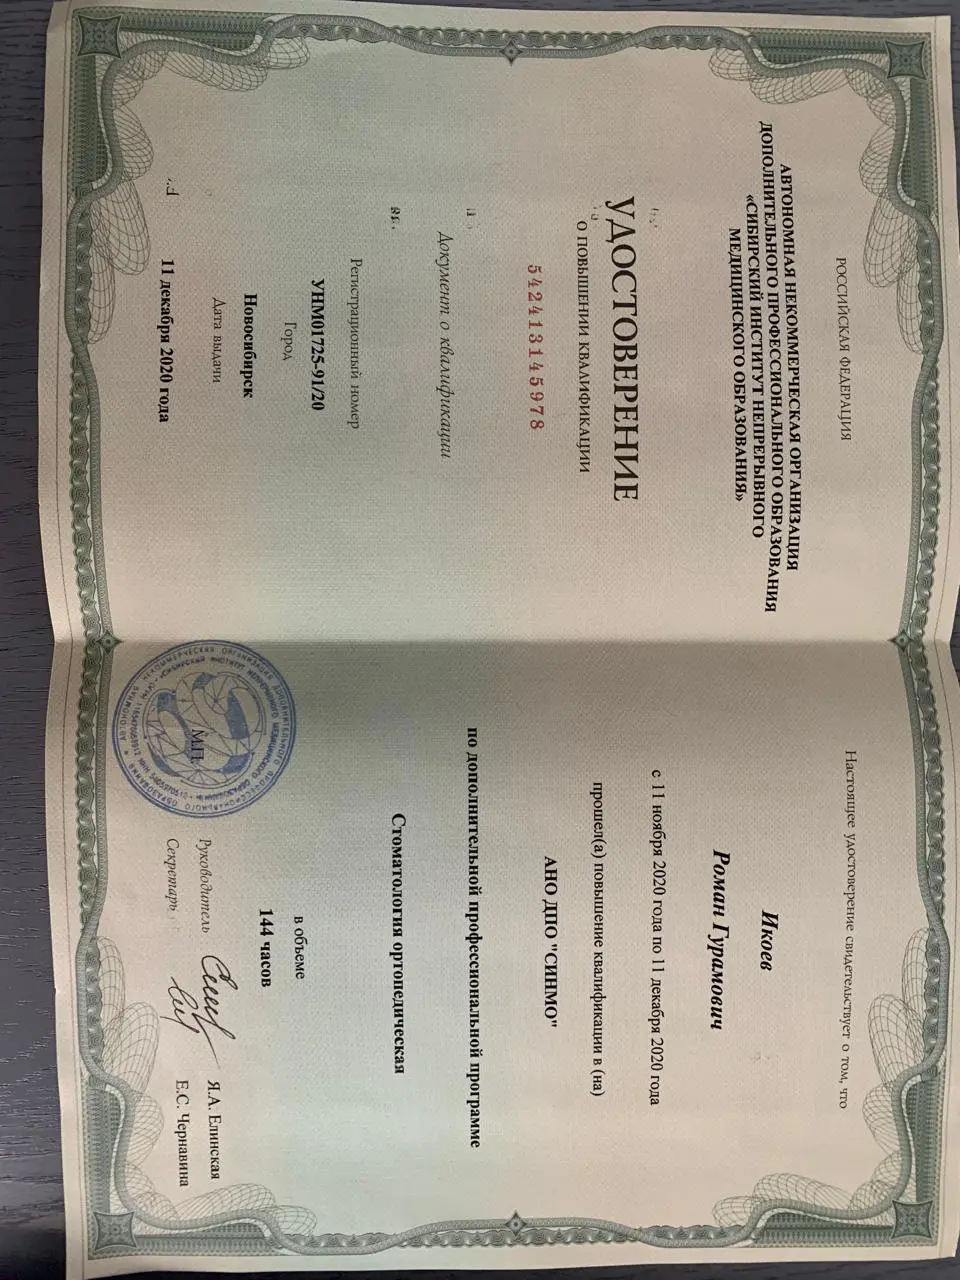 РОССИЙСКАЯ ФЕДЕРАЦИЯ
АВТОНОМНАЯ НЕКОММЕРЧЕСКАЯ ОРГАНИЗАЦИЯ
ДОПОЛНИТЕЛЬНОГО ПРОФЕССИОНАЛЬНОГО ОБРАЗОВАНИЯ
«СИБИРСКИЙ ИНСТИТУТ НЕПРЕРЫВНОГО
МЕДИЦИНСКОГО ОБРАЗОВАНИЯ»
УДОСТОВЕРЕНИЕ
О ПОВЫШЕНИИ КВАЛИФИКАЦИИ
542413145978
Документ о квалификации
Регистрационный номер
УНМ01725-91/20
Город
Новосибирск
Дата выдачи
11 декабря 2020 года
Настоящее удостоверение свидетельствует о том, что
Икоев
Роман Гурамович
с 11 ноября 2020 года по 11 декабря 2020 года
прошел(а) повышение квалификации в (на)
АНО ДПО "СИНМО"
по дополнительной профессиональной программе
Стоматология ортопедическая
в объеме
144 часов
М.П.
Руководитель Я.А. Елинская
Секретарь Е.С. Чернавина